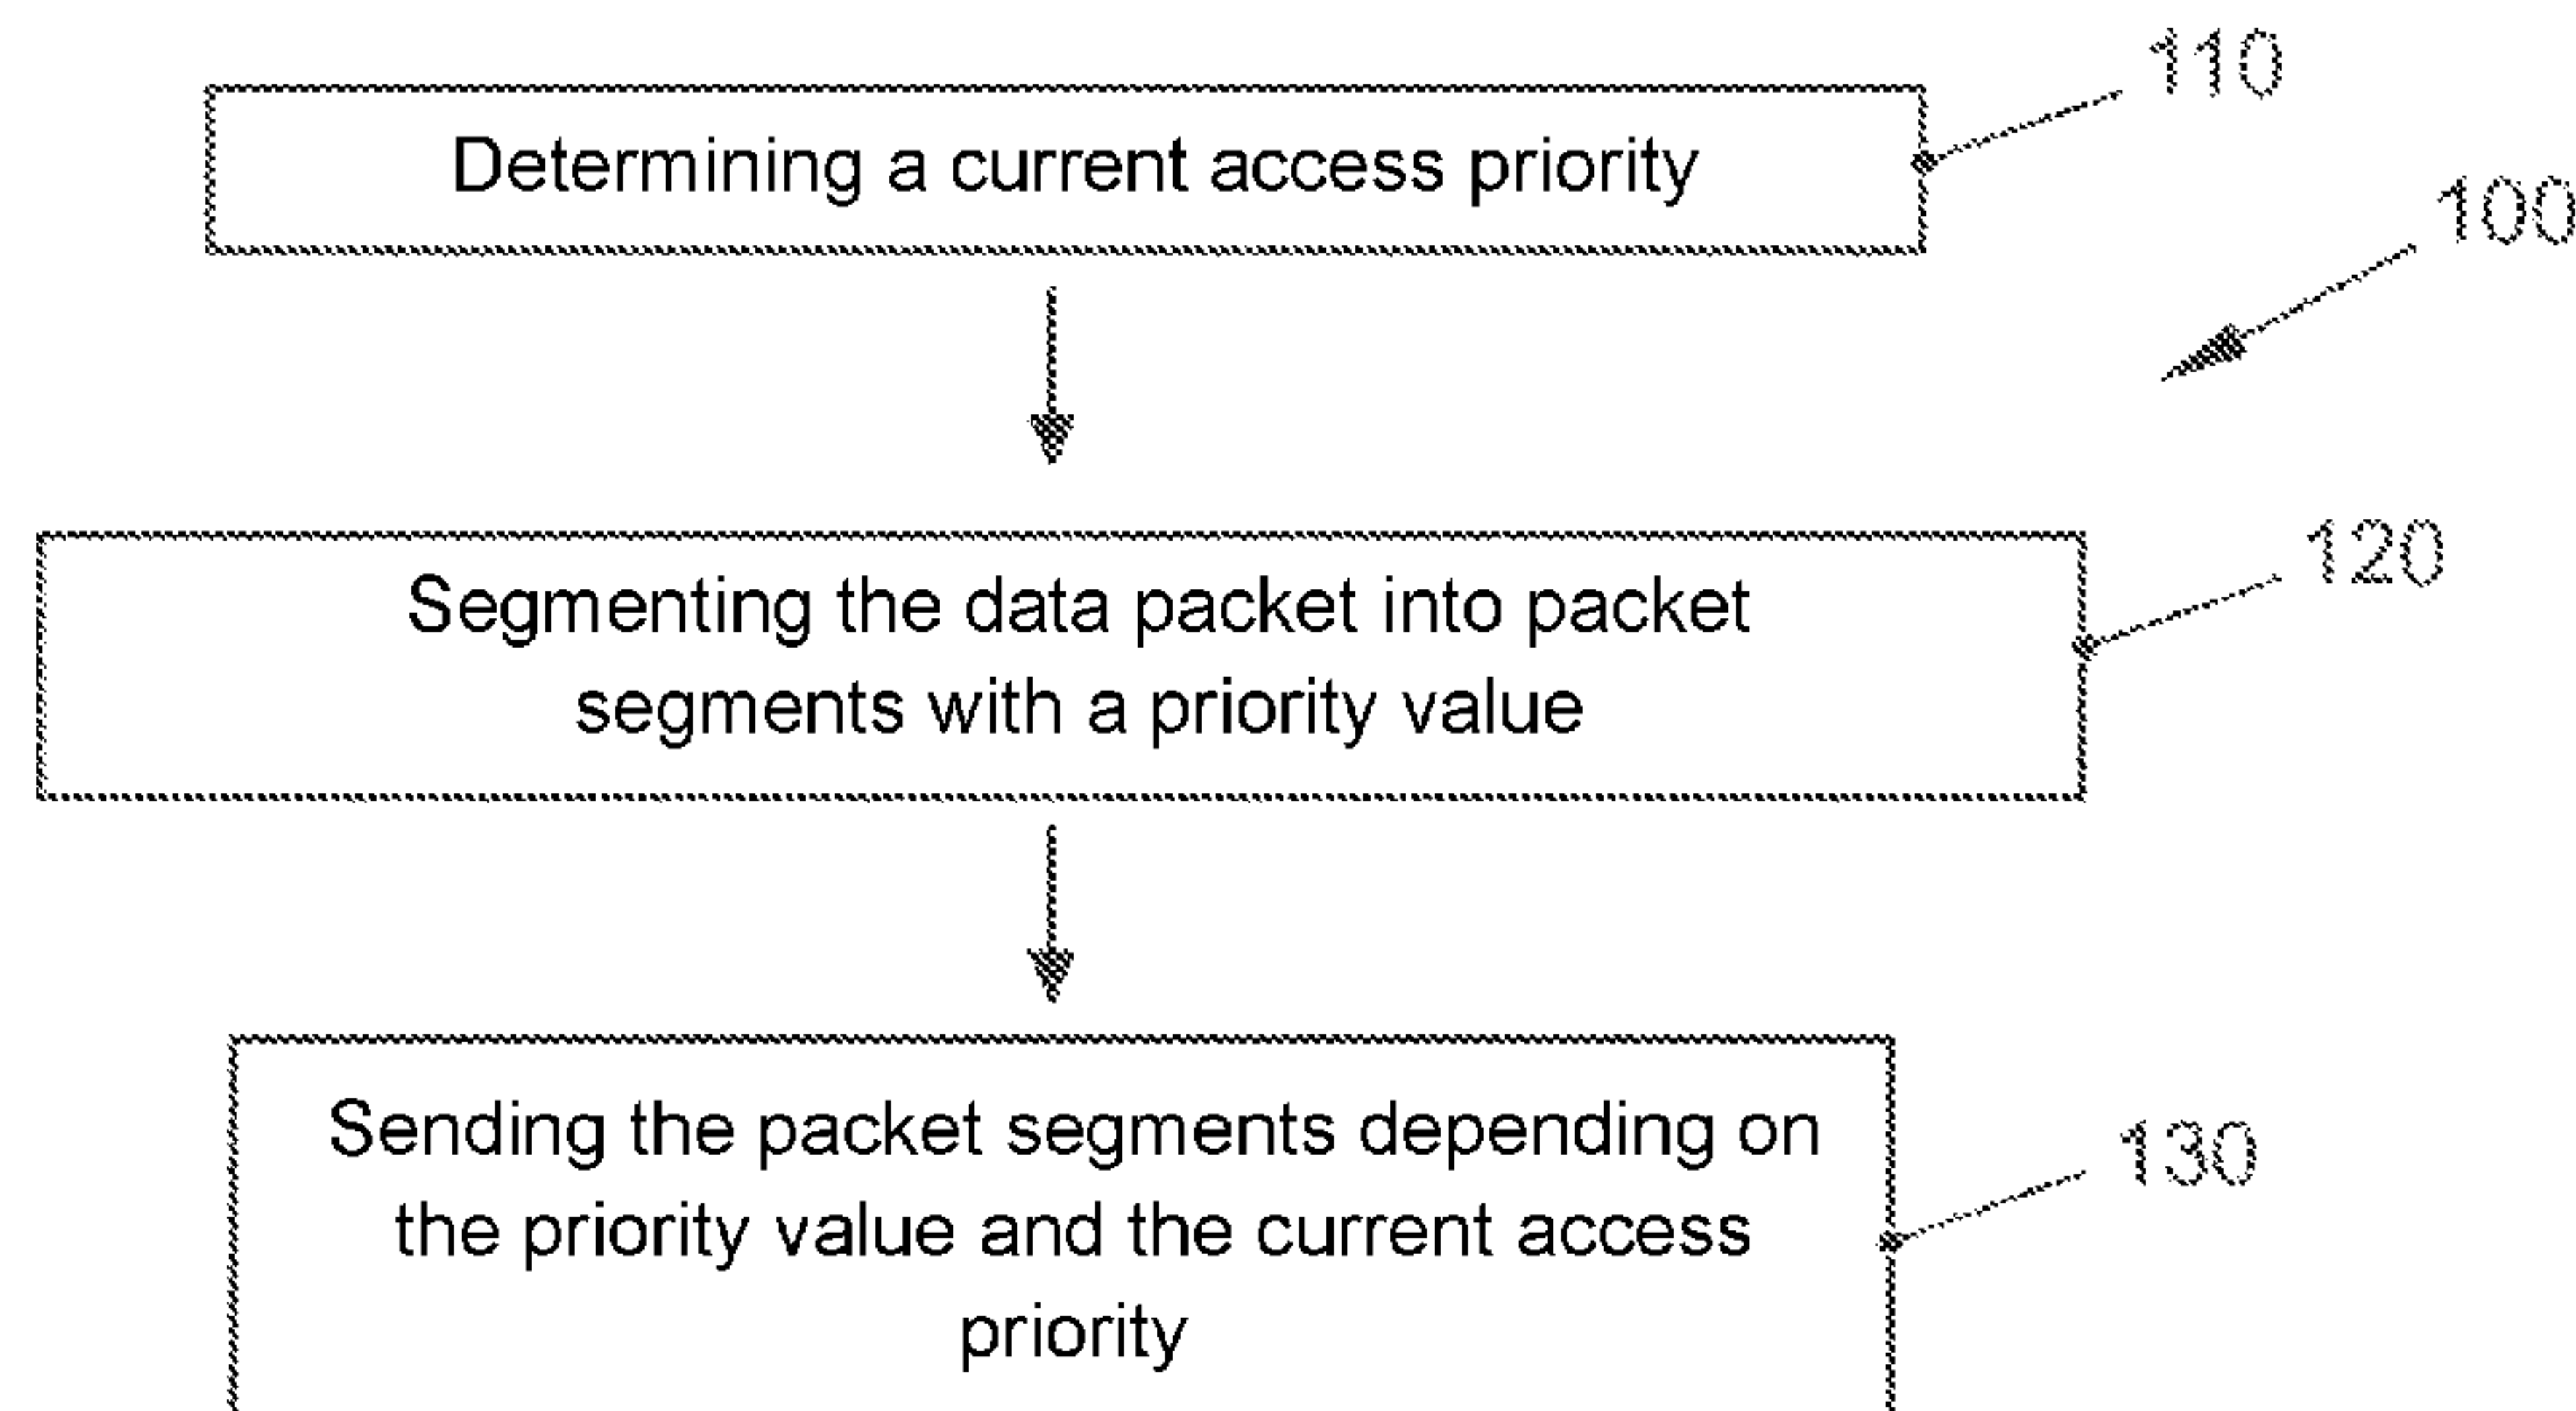 110
Determining a current access priority
100
120
Segmenting the data packet into packet
segments with a priority value
Sending the packet segments depending on
130
the priority value and the current access
priority